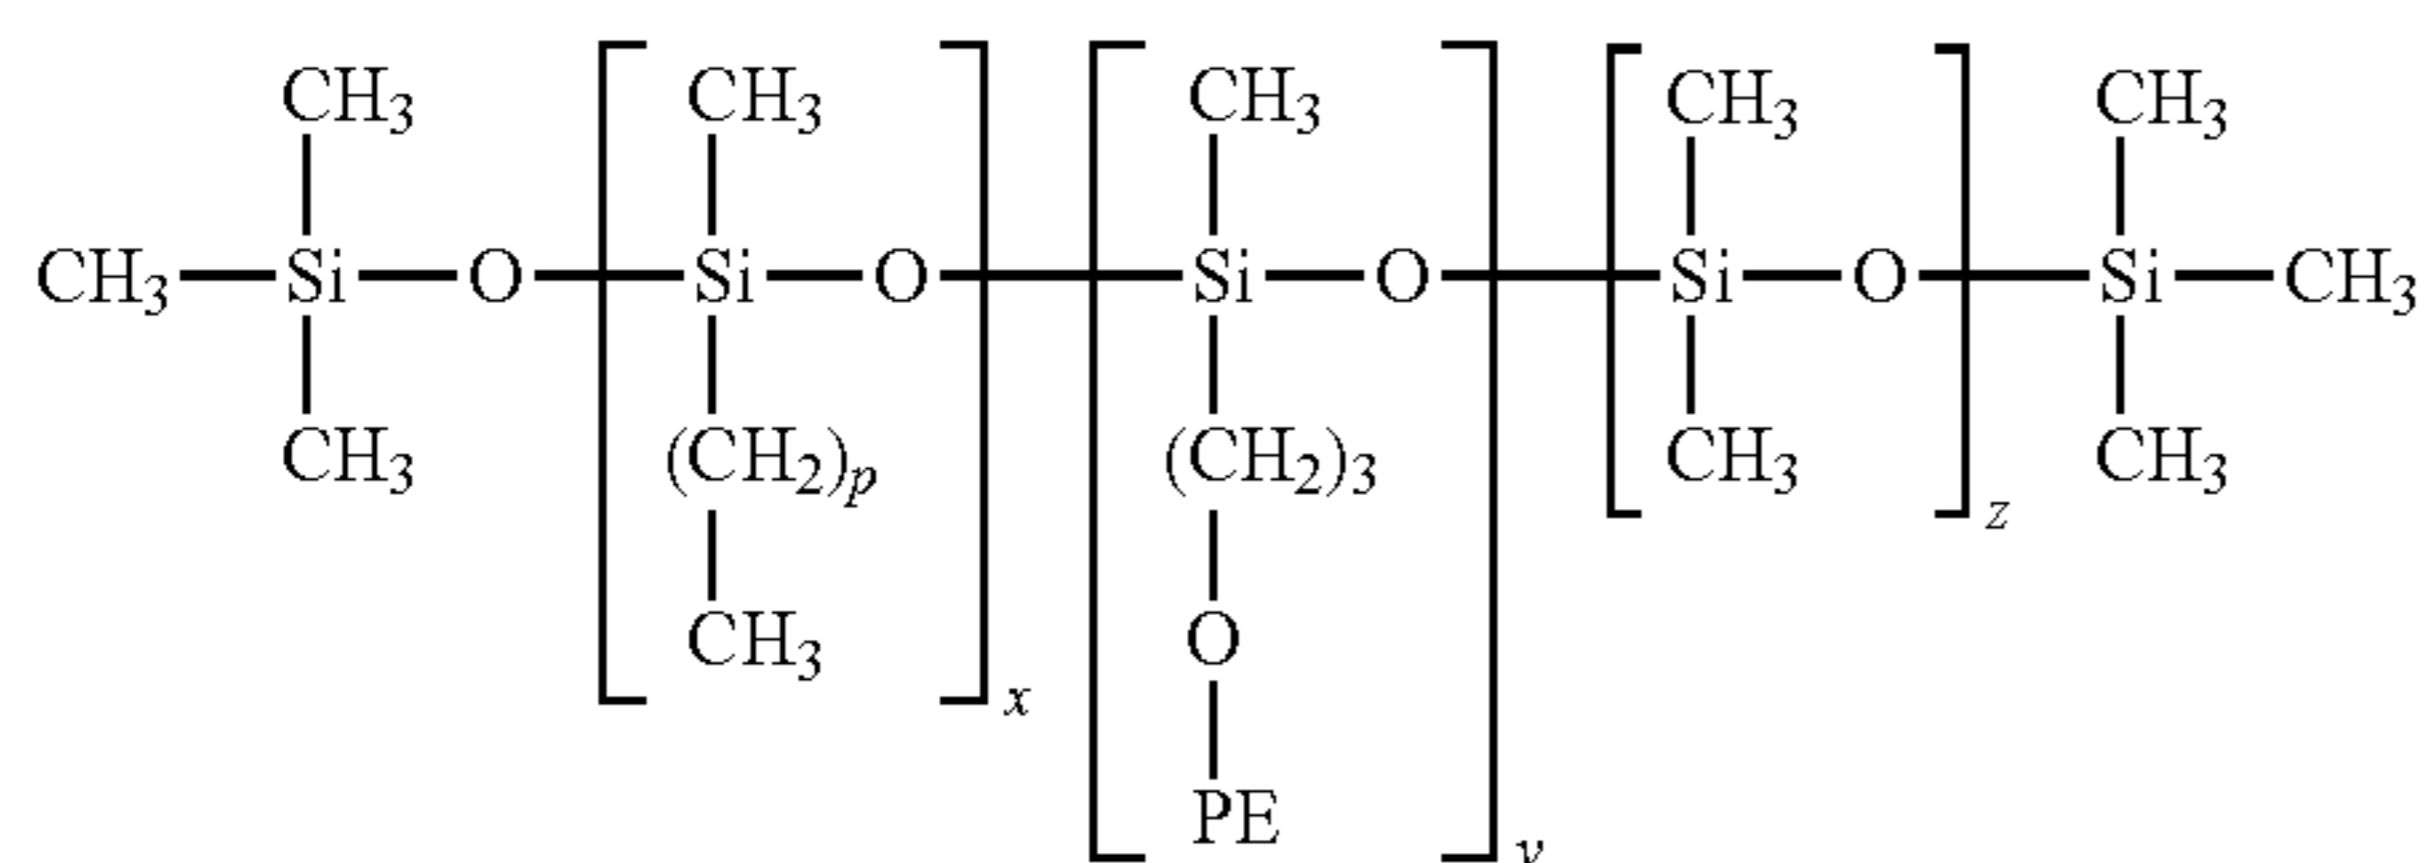 CH3 CH3 CH3 CH3 CH3
CH3—Si—O—[Si—O]—[Si—O]—[Si—O]—Si—CH3
CH3 (CH2)p (CH2)3 CH3 CH3
z
CH3 O
x
PE
y